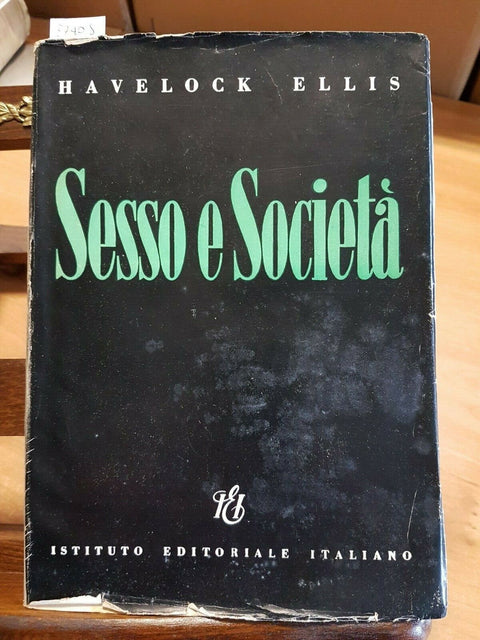 HAVELOCK ELLIS
Sesso e Società
IEI
ISTITUTO EDITORIALE ITALIANO